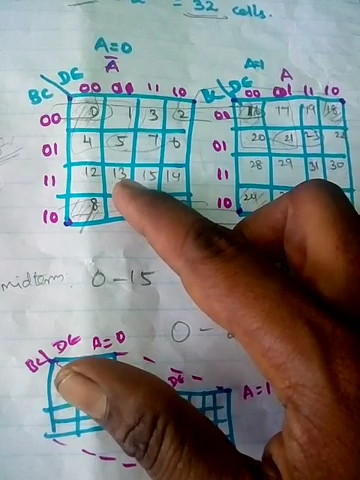 = 32 cells.
A=0 A=1
A̅ A
BC DE 00 01 11 10 BC DE 00 01 11 10
00 0 1 3 2 00 16 17 19 18
01 4 5 7 6 01 20 21 23 22
11 12 13 15 14 11 28 29 31 30
10 8 10 24
midterm: 0-15
0-
BC DE A=0
DE A=1